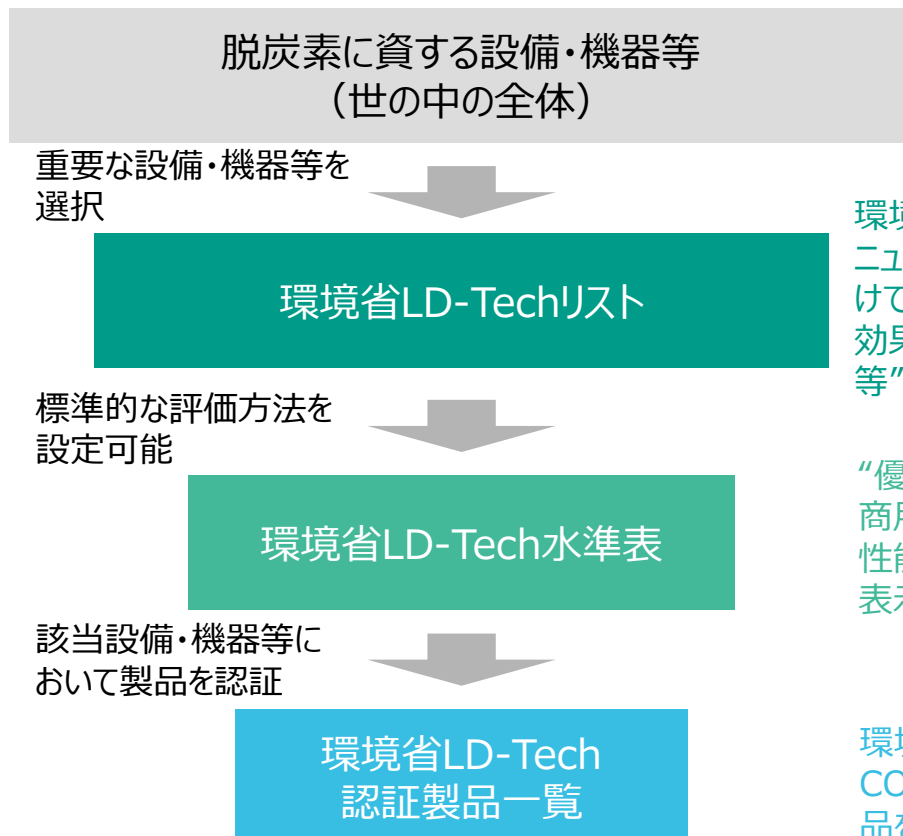 脱炭素に資する設備・機器等
（世の中の全体）
重要な設備・機器等を
選択
環境省LD-Techリスト
環境
ニュ
けて
効果
等”
標準的な評価方法を
設定可能
環境省LD-Tech水準表
“優
商用
性能
表示
該当設備・機器等に
おいて製品を認証
環境省LD-Tech
認証製品一覧
環境
CO
品を